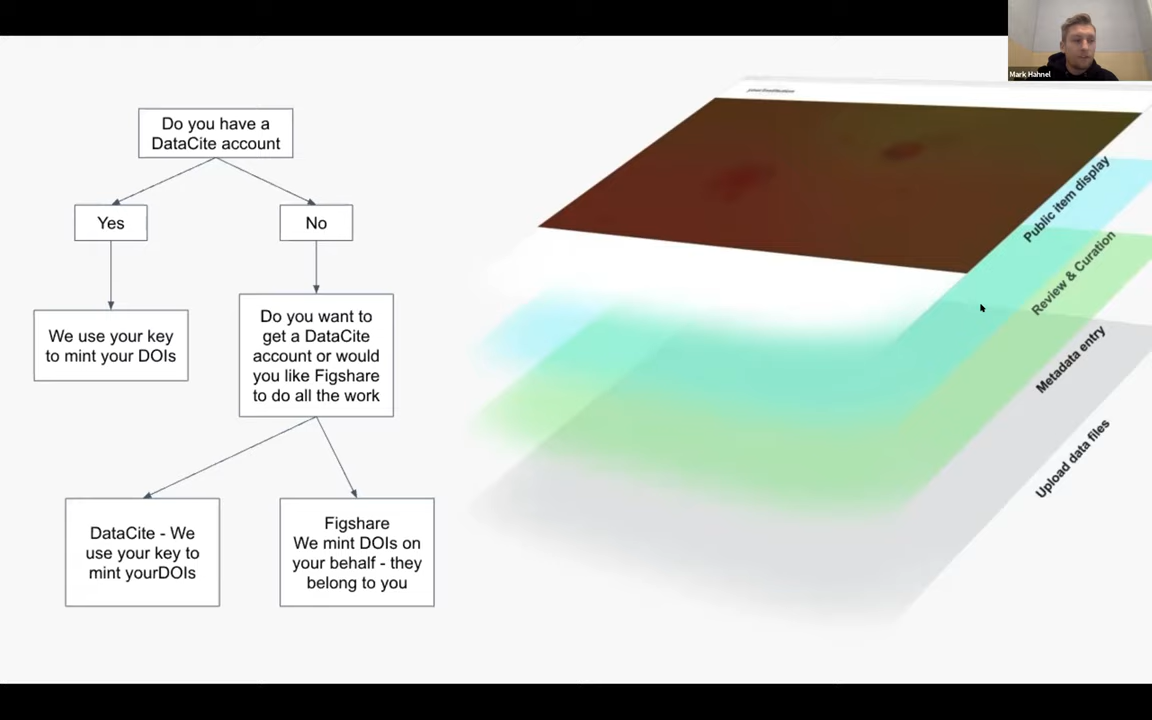 Mark Hahnel
Do you have a
DataCite account
Yes
No
We use your key
to mint your DOIs
Do you want to
get a DataCite
account or would
you like Figshare
to do all the work
DataCite - We
use your key to
mint yourDOIs
Figshare
We mint DOIs on
your behalf - they
belong to you
Public item display
Review & Curation
Metadata entry
Upload data files